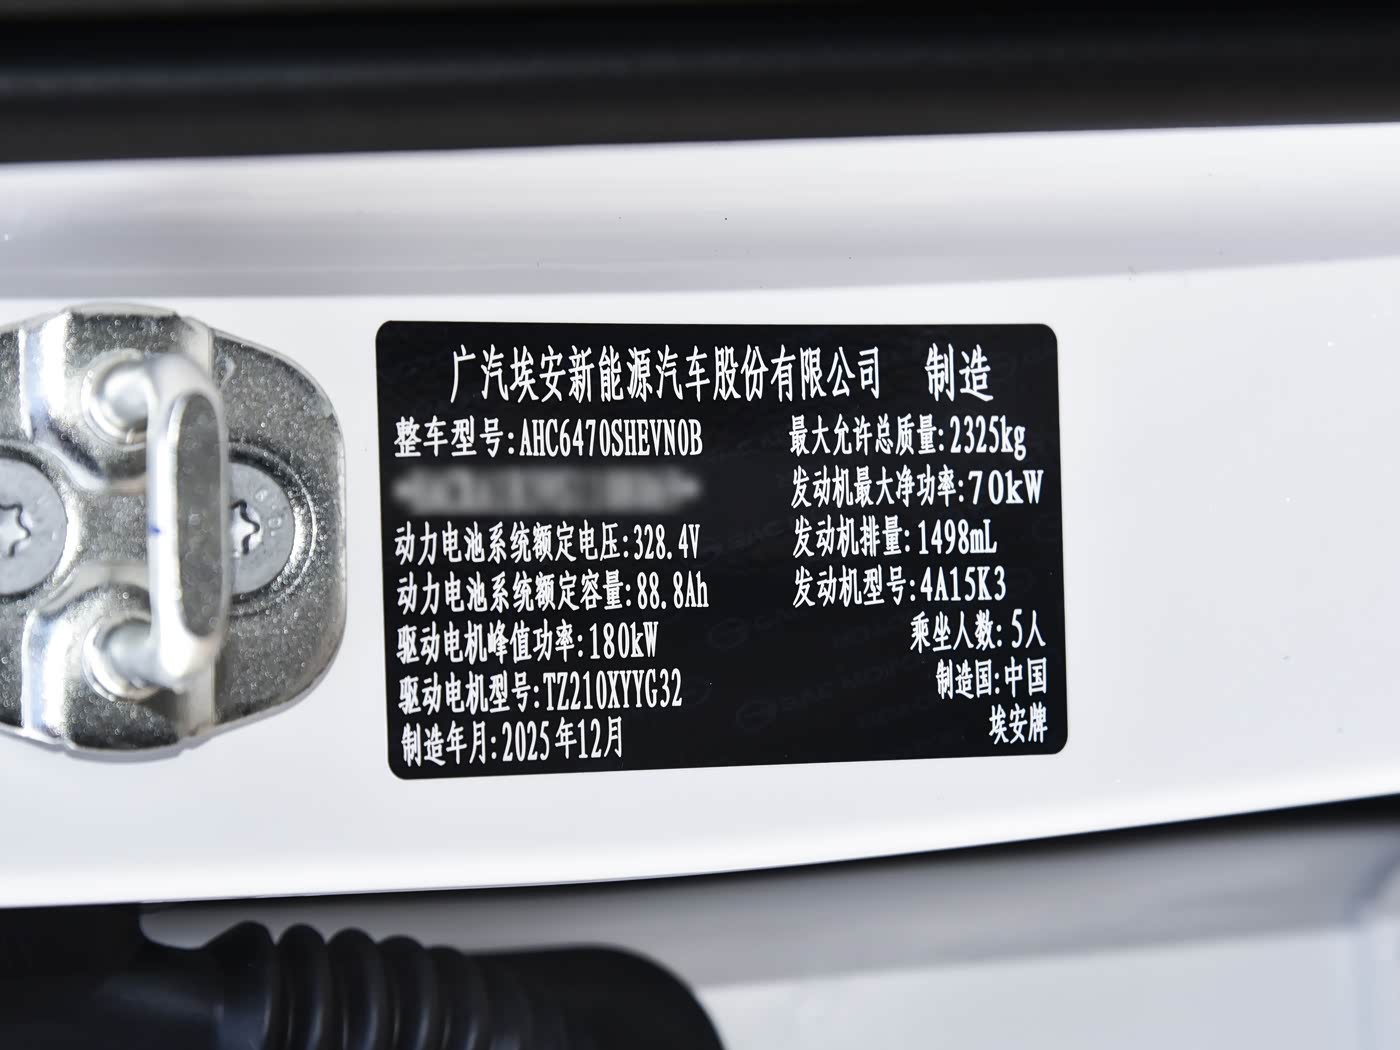 广汽埃安新能源汽车股份有限公司 制造
整车型号:AHC6470SHEVN0B
最大允许总质量:2325kg
发动机最大净功率:70kW
动力电池系统额定电压:328.4V
发动机排量:1498mL
动力电池系统额定容量:88.8Ah
发动机型号:4A15K3
驱动电机峰值功率:180kW
乘坐人数:5人
驱动电机型号:TZ210XYYG32
制造国:中国
制造年月:2025年12月
埃安牌